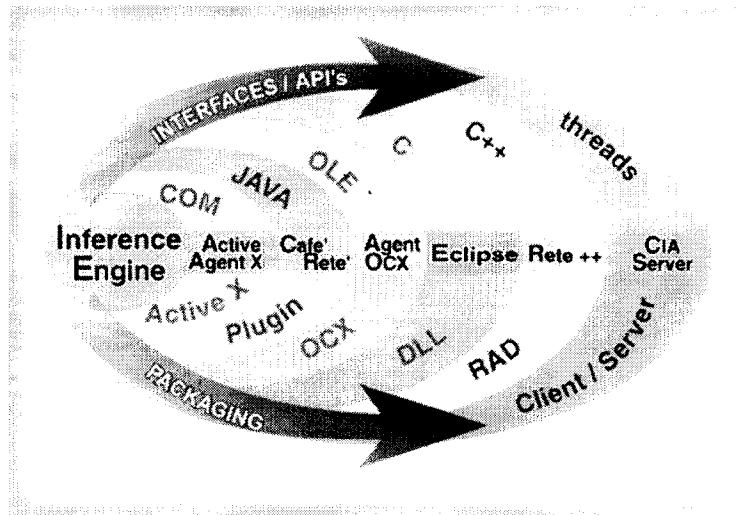 INTERFACES / API's
threads
C++
C
OLE
JAVA
COM
Inference
Engine
Active
Agent X
Cafe'
Rete'
Agent
OCX
Eclipse
Rete ++
CIA
Server
Active X
Plugin
OCX
DLL
RAD
Client / Server
PACKAGING